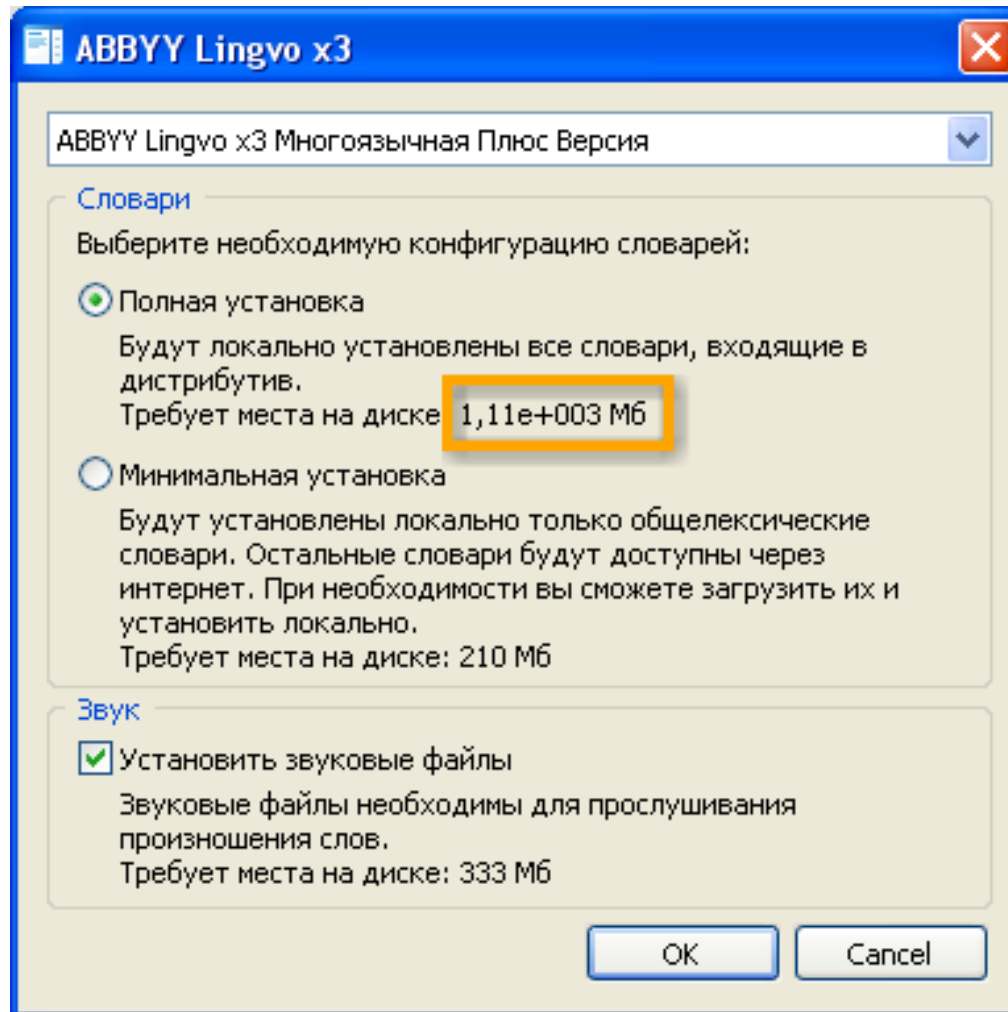 ABBYY Lingvo x3
ABBYY Lingvo x3 Многоязычная Плюс Версия
Словари
Выберите необходимую конфигурацию словарей:
Полная установка
Будут локально установлены все словари, входящие в
дистрибутив.
Требует места на диске 1,11e+003 Мб
Минимальная установка
Будут установлены локально только общелексические
словари. Остальные словари будут доступны через
интернет. При необходимости вы сможете загрузить их и
установить локально.
Требует места на диске: 210 Мб
Звук
Установить звуковые файлы
Звуковые файлы необходимы для прослушивания
произношения слов.
Требует места на диске: 333 Мб
OK
Cancel